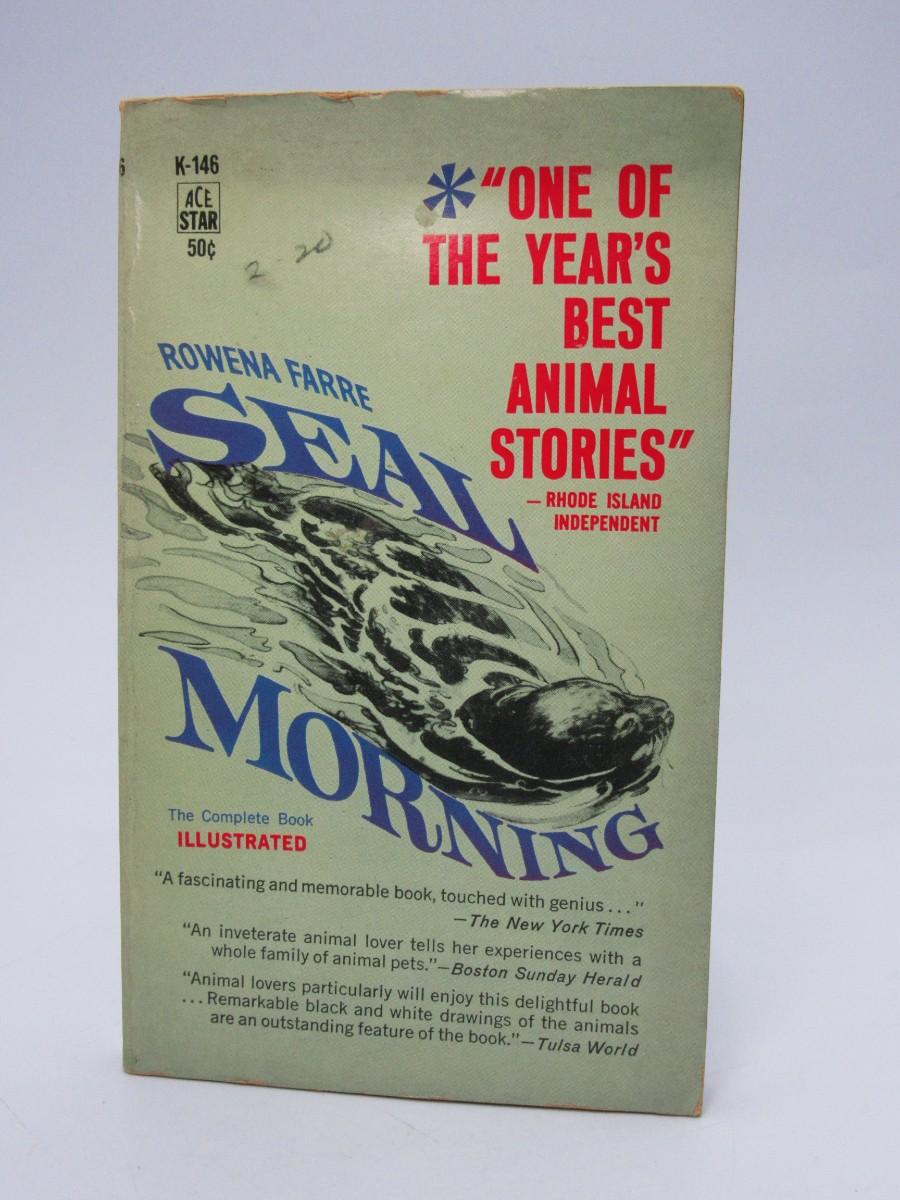 6
K-146
ACE
STAR
50¢
2-20
*"ONE OF
THE YEAR'S
BEST
ANIMAL
STORIES"
— RHODE ISLAND
INDEPENDENT
ROWENA FARRE
SEAL
MORNING
The Complete Book
ILLUSTRATED
"A fascinating and memorable book, touched with genius . . ."
—The New York Times
"An inveterate animal lover tells her experiences with a
whole family of animal pets."—Boston Sunday Herald
"Animal lovers particularly will enjoy this delightful book
. . . Remarkable black and white drawings of the animals
are an outstanding feature of the book."—Tulsa World